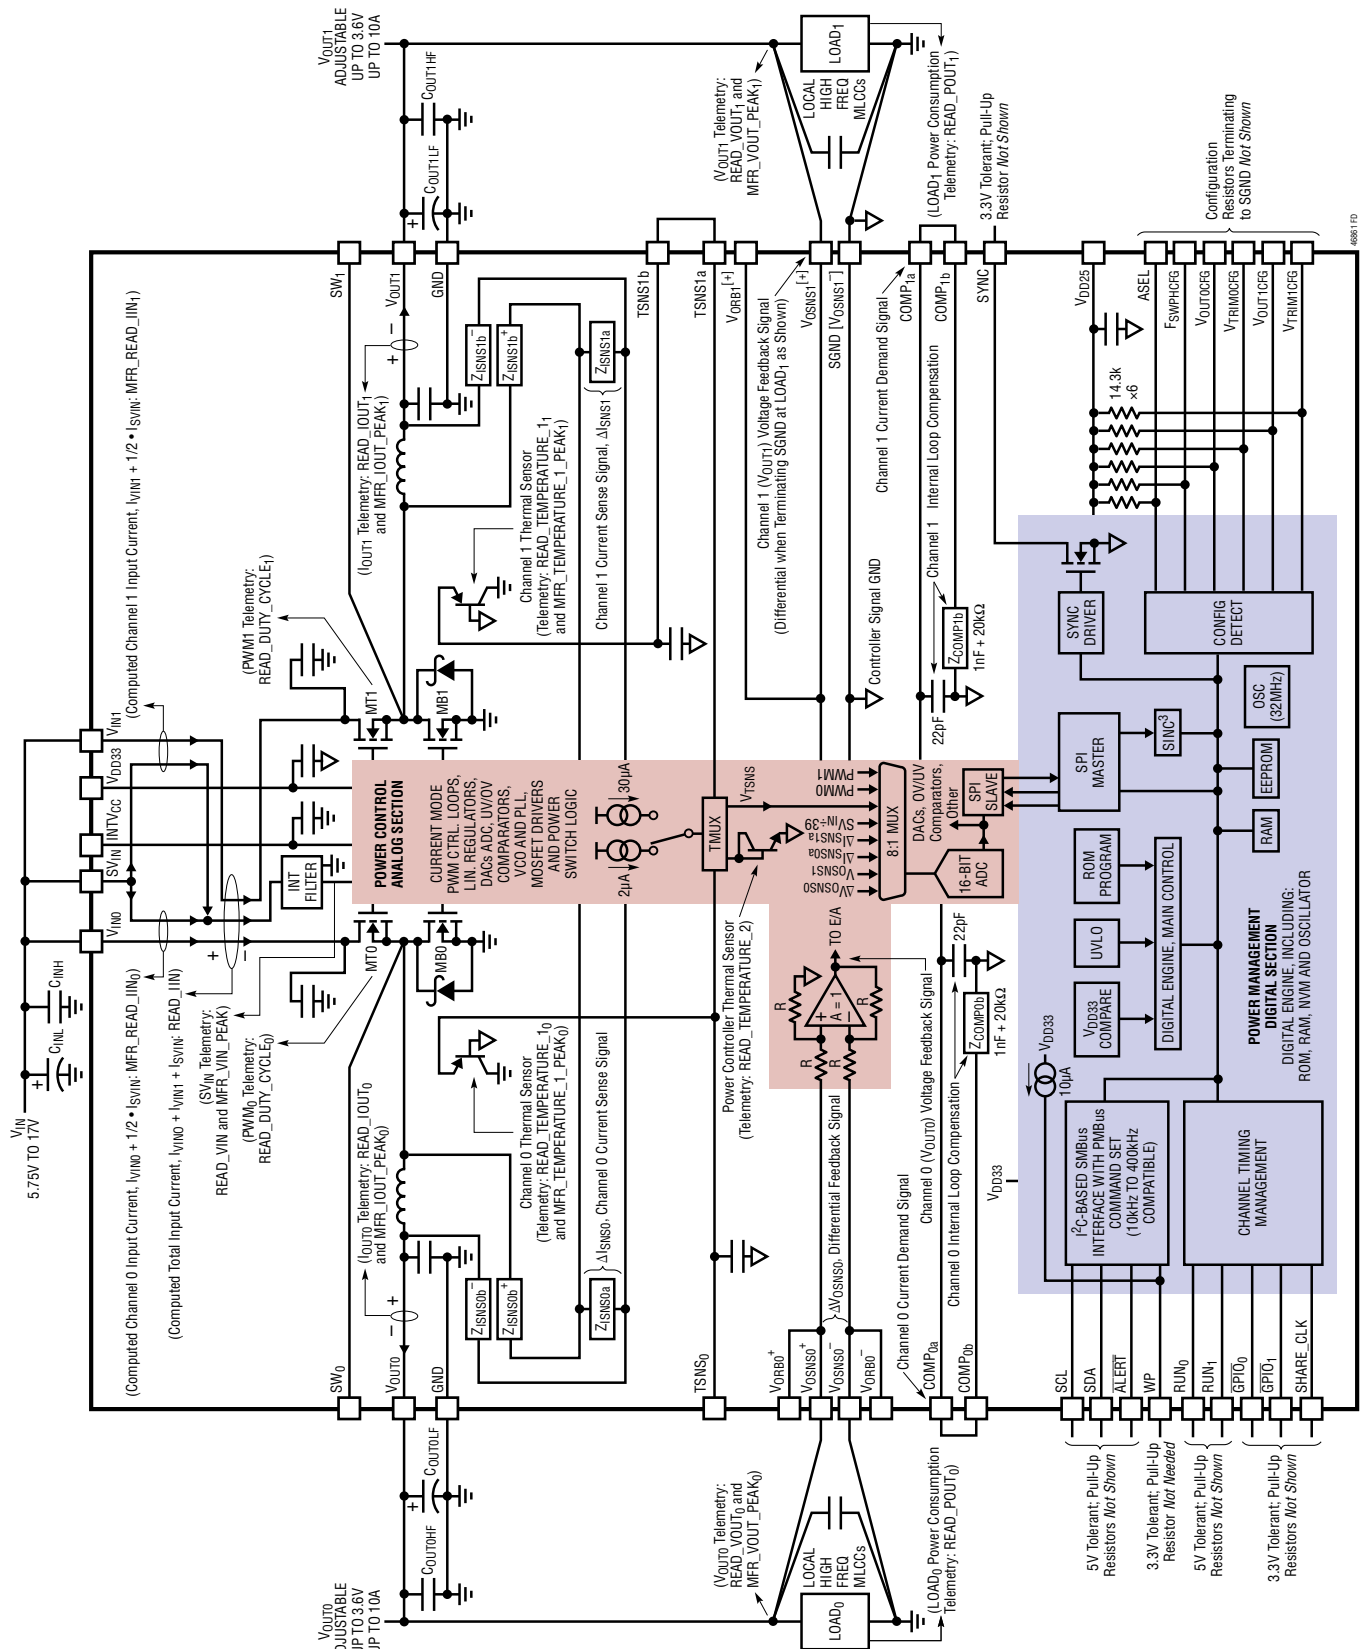 VIN
5.75V TO 17V
CINL
CINH
VIN0
SVIN
INTVCC
VDD33
VIN1
INT
FILTER
(Computed Channel 0 Input Current, IVIN0 + 1/2 • ISVIN: MFR_READ_IIN0)
(Computed Total Input Current, IVIN0 + IVIN1 + ISVIN: READ_IIN)
(SVIN Telemetry:
READ_VIN and MFR_VIN_PEAK)
(PWM0 Telemetry:
READ_DUTY_CYCLE0)
(Computed Channel 1 Input Current, IVIN1 + 1/2 • ISVIN: MFR_READ_IIN1)
(PWM1 Telemetry:
READ_DUTY_CYCLE1)
VOUT0
ADJUSTABLE
UP TO 3.6V
UP TO 10A
COUT0HF
COUT0LF
SW0
VOUT0
GND
(IOUT0 Telemetry: READ_IOUT0
and MFR_IOUT_PEAK0)
ZISNS0b−
ZISNS0b+
ZISNS0a
ΔISNS0, Channel 0 Current Sense Signal
Channel 0 Thermal Sensor
(Telemetry: READ_TEMPERATURE_10
and MFR_TEMPERATURE_1_PEAK0)
MT0
MB0
POWER CONTROL
ANALOG SECTION
CURRENT MODE
PWM CTRL. LOOPS,
LIN. REGULATORS,
DACs ADC, UV/OV
COMPARATORS,
VCO AND PLL,
MOSFET DRIVERS
AND POWER
SWITCH LOGIC
2µA
30µA
TMUX
VTSNS
MT1
MB1
VOUT1
ADJUSTABLE
UP TO 3.6V
UP TO 10A
COUT1LF
COUT1HF
SW1
VOUT1
GND
(IOUT1 Telemetry: READ_IOUT1
and MFR_IOUT_PEAK1)
ZISNS1b−
ZISNS1b+
ZISNS1a
Channel 1 Current Sense Signal, ΔISNS1
Channel 1 Thermal Sensor
(Telemetry: READ_TEMPERATURE_11
and MFR_TEMPERATURE_1_PEAK1)
TSNS1b
TSNS1a
VORB1[+]
VOSNS1[+]
SGND [VOSNS1−]
COMP1a
COMP1b
SYNC
Channel 1 (VOUT1) Voltage Feedback Signal
(Differential when Terminating SGND at LOAD1 as Shown)
Controller Signal GND
Channel 1 Current Demand Signal
Channel 1 Internal Loop Compensation
22pF
ZCOMP1b
1nF + 20kΩ
(VOUT1 Telemetry:
READ_VOUT1 and
MFR_VOUT_PEAK1)
LOCAL
HIGH
FREQ
MLCCs
LOAD1
(LOAD1 Power Consumption
Telemetry: READ_POUT1)
3.3V Tolerant; Pull-Up
Resistor Not Shown
TSNS0
Power Controller Thermal Sensor
(Telemetry: READ_TEMPERATURE_2)
VORB0+
VOSNS0+
VOSNS0−
VORB0−
ΔVOSNS0, Differential Feedback Signal
R
R
R
R
A = 1
TO E/A
ΔVOSNS0
VOSNS1
ΔISNS0a
ΔISNS1a
SVIN÷39
PWM0
PWM1
8:1 MUX
16-BIT
ADC
DACs, OV/UV
Comparators,
Other
SPI
SLAVE
Channel 0 Current Demand Signal
Channel 0 (VOUT0) Voltage Feedback Signal
Channel 0 Internal Loop Compensation
COMP0a
COMP0b
22pF
ZCOMP0b
1nF + 20kΩ
(VOUT0 Telemetry:
READ_VOUT0 and
MFR_VOUT_PEAK0)
LOCAL
HIGH
FREQ
MLCCs
LOAD0
(LOAD0 Power Consumption
Telemetry: READ_POUT0)
VDD33
VDD33
10µA
SCL
SDA
ALERT
WP
RUN0
RUN1
GPIO0
GPIO1
SHARE_CLK
5V Tolerant; Pull-Up
Resistors Not Shown
3.3V Tolerant; Pull-Up
Resistor Not Needed
5V Tolerant; Pull-Up
Resistors Not Shown
3.3V Tolerant; Pull-Up
Resistors Not Shown
I2C-BASED SMBus
INTERFACE WITH PMBus
COMMAND SET
(10kHz TO 400kHz
COMPATIBLE)
CHANNEL TIMING
MANAGEMENT
VDD33
COMPARE
UVLO
ROM
PROGRAM
DIGITAL ENGINE, MAIN CONTROL
POWER MANAGEMENT
DIGITAL SECTION
DIGITAL ENGINE, INCLUDING:
ROM, RAM, NVM AND OSCILLATOR
SPI
MASTER
SINC3
RAM
EEPROM
OSC
(32MHz)
SYNC
DRIVER
CONFIG
DETECT
VDD25
14.3k
×6
ASEL
FSWPHCFG
VOUT0CFG
VTRIM0CFG
VOUT1CFG
VTRIM1CFG
Configuration
Resistors Terminating
to SGND Not Shown
46861 FD